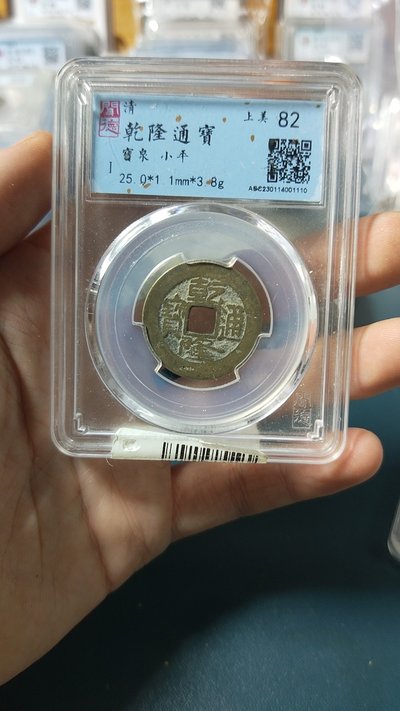 清
乾隆通寶
寶泉 小平
25.0*1.1mm*3.8g
上美 82
ABC230114001110
乾隆通寶